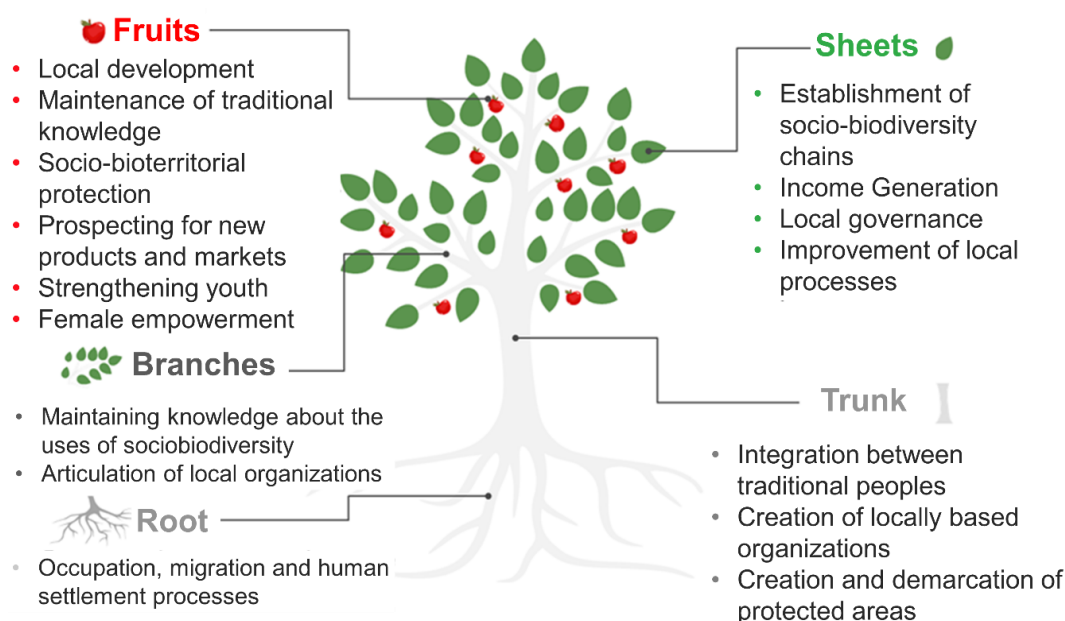 Fruits
• Local development
• Maintenance of traditional
knowledge
• Socio-bioterritorial
protection
• Prospecting for new
products and markets
• Strengthening youth
• Female empowerment
Branches
• Maintaining knowledge about the
uses of sociobiodiversity
• Articulation of local organizations
Root
• Occupation, migration and human
settlement processes
Sheets
• Establishment of
socio-biodiversity
chains
• Income Generation
• Local governance
• Improvement of local
processes
Trunk
• Integration between
traditional peoples
• Creation of locally based
organizations
• Creation and demarcation of
protected areas